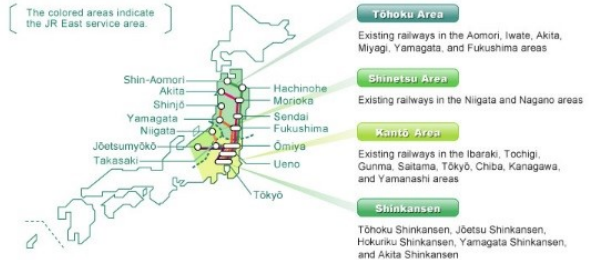 The colored areas indicate
the JR East service area.
Tōhoku Area
Existing railways in the Aomori, Iwate, Akita,
Miyagi, Yamagata, and Fukushima areas
Shinetsu Area
Existing railways in the Niigata and Nagano areas
Kantō Area
Existing railways in the Ibaraki, Tochigi,
Gunma, Saitama, Tōkyō, Chiba, Kanagawa,
and Yamanashi areas
Shinkansen
Tōhoku Shinkansen, Jōetsu Shinkansen,
Hokuriku Shinkansen, Yamagata Shinkansen,
and Akita Shinkansen
Shin-Aomori
Akita
Shinjō
Yamagata
Niigata
Jōetsumyōkō
Takasaki
Hachinohe
Morioka
Sendai
Fukushima
Ōmiya
Ueno
Tōkyō